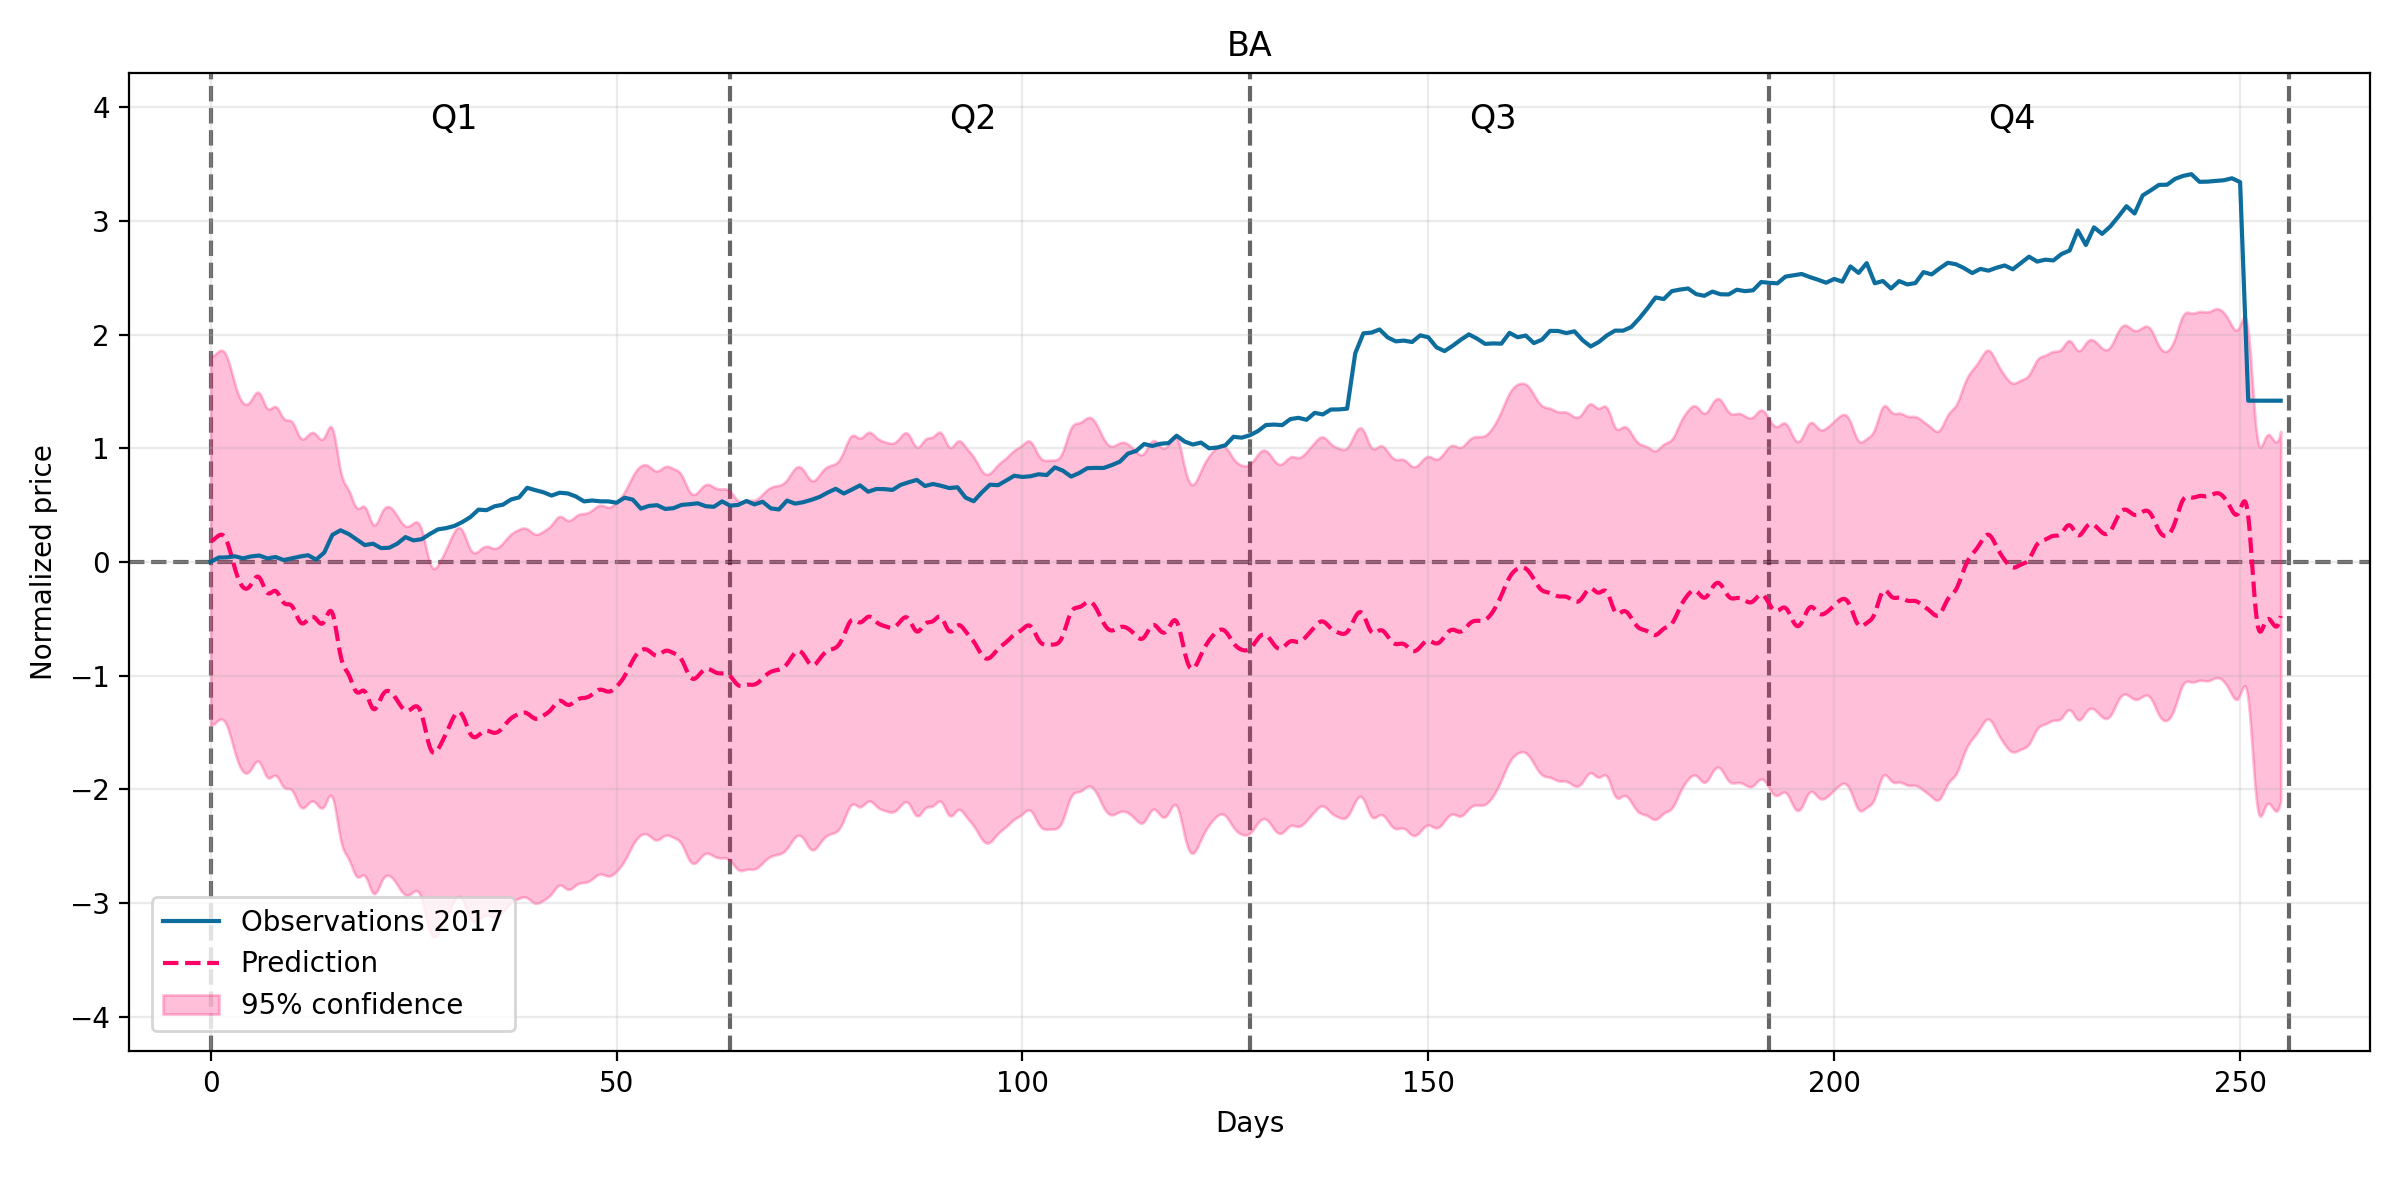 BA
Q1 Q2 Q3 Q4
4
3
2
1
0
−1
−2
−3
−4
Normalized price
Observations 2017
Prediction
95% confidence
0 50 100 150 200 250
Days